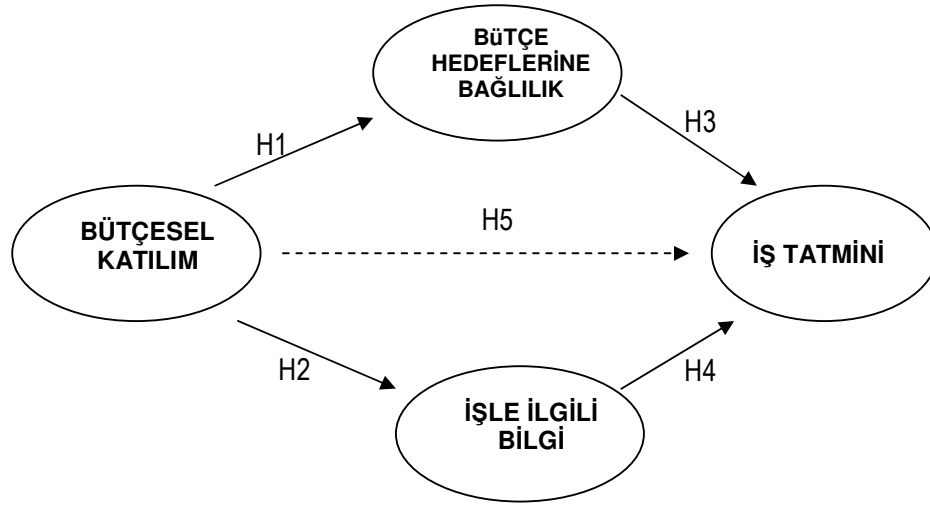 BüTÇE
HEDEFLERİNE
BAĞLILIK
H1
H3
BÜTÇESEL
KATILIM
H5
İŞ TATMİNİ
H2
H4
İŞLE İLGİLİ
BİLGİ